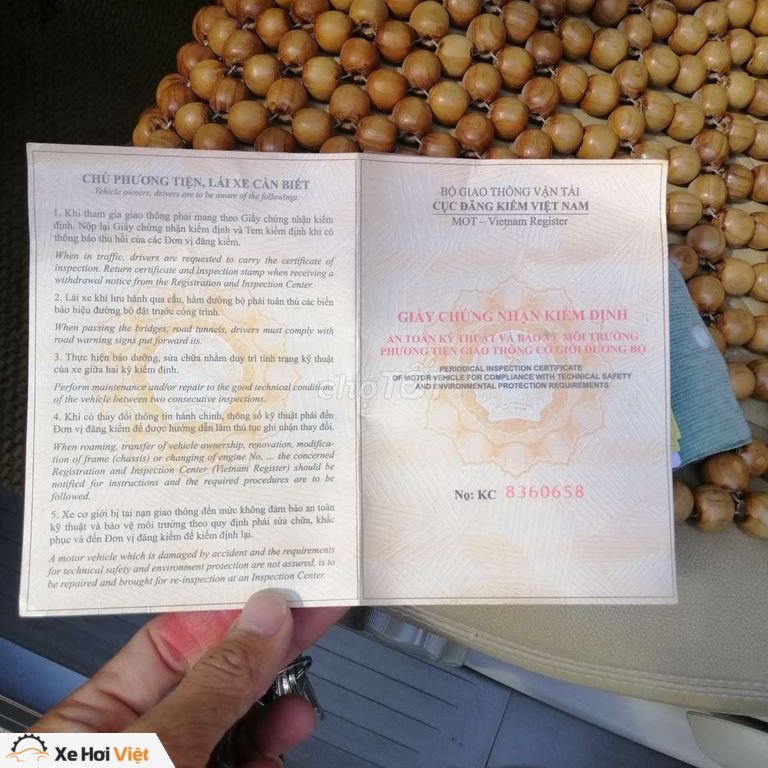 CHỦ PHƯƠNG TIỆN, LÁI XE CẦN BIẾT
Vehicle owners, drivers are to be aware of the followings:
1. Khi tham gia giao thông phải mang theo Giấy chứng nhận kiểm
định. Nộp lại Giấy chứng nhận kiểm định và Tem kiểm định khi có
thông báo thu hồi của các Đơn vị đăng kiểm.
When in traffic, drivers are requested to carry the certificate of
inspection. Return certificate and inspection stamp when receiving a
withdrawal notice from the Registration and Inspection Center.
2. Lái xe khi lưu hành qua cầu, hầm đường bộ phải tuân thủ các biển
báo hiệu đường bộ đặt trước công trình.
When passing the bridges, road tunnels, drivers must comply with
road warning signs put forward its.
3. Thực hiện bảo dưỡng, sửa chữa nhằm duy trì tình trạng kỹ thuật
của xe giữa hai kỳ kiểm định.
Perform maintenance and/or repair to the good technical conditions
of the vehicle between two consecutive inspections.
4. Khi có thay đổi thông tin hành chính, thông số kỹ thuật phải đến
Đơn vị đăng kiểm để được hướng dẫn làm thủ tục ghi nhận thay đổi.
When roaming, transfer of vehicle ownership, renovation, modifica-
tion of frame (chassis) or changing of engine No, ... the concerned
Registration and Inspection Center (Vietnam Register) should be
notified for instructions and the required procedures are to be
followed.
5. Xe cơ giới bị tai nạn giao thông đến mức không đảm bảo an toàn
kỹ thuật và bảo vệ môi trường theo quy định phải sửa chữa, khắc
phục và đến Đơn vị đăng kiểm để kiểm định lại.
A motor vehicle which is damaged by accident and the requirements
for technical safety and environment protection are not assured, is to
be repaired and brought for re-inspection at an Inspection Center.
BỘ GIAO THÔNG VẬN TẢI
CỤC ĐĂNG KIỂM VIỆT NAM
MOT – Vietnam Register
GIẤY CHỨNG NHẬN KIỂM ĐỊNH
AN TOÀN KỸ THUẬT VÀ BẢO VỆ MÔI TRƯỜNG
PHƯƠNG TIỆN GIAO THÔNG CƠ GIỚI ĐƯỜNG BỘ
PERIODICAL INSPECTION CERTIFICATE
OF MOTOR VEHICLE FOR COMPLIANCE WITH TECHNICAL SAFETY
AND ENVIRONMENTAL PROTECTION REQUIREMENTS
No: KC 8360658
chợTỐT
Xe Hơi Việt